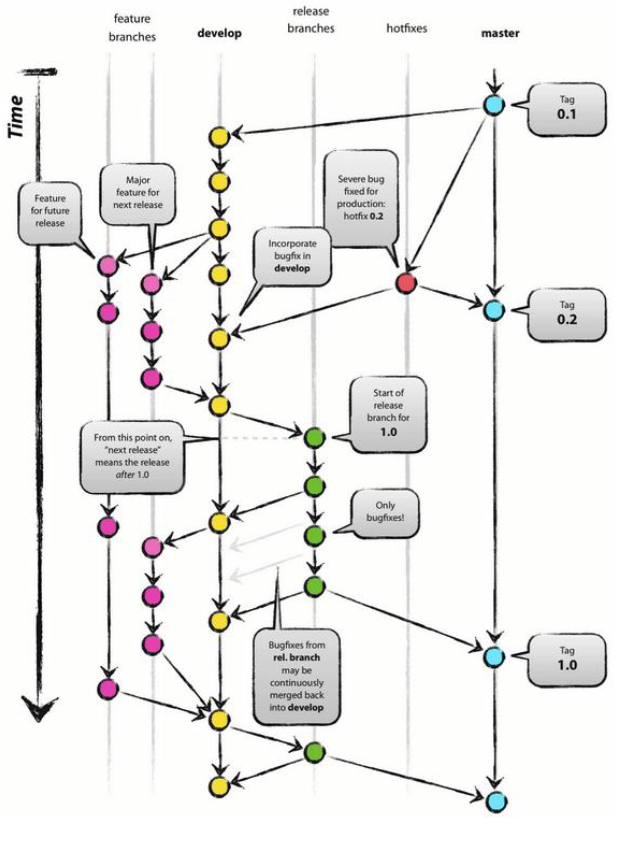 feature
branches
develop
release
branches
hotfixes
master
Time
Tag
0.1
Feature
for future
release
Major
feature for
next release
Severe bug
fixed for
production:
hotfix 0.2
Incorporate
bugfix in
develop
Tag
0.2
Start of
release
branch for
1.0
From this point on,
“next release”
means the release
after 1.0
Only
bugfixes!
Bugfixes from
rel. branch
may be
continuously
merged back
into develop
Tag
1.0